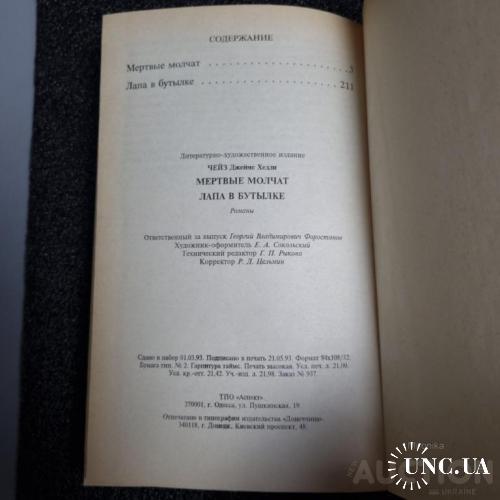 СОДЕРЖАНИЕ
Мертвые молчат . . . . . . . . . . . . . . . . 3
Лапа в бутылке . . . . . . . . . . . . . . . . 211
Литературно-художественное издание
ЧЕЙЗ Джеймс Хедли
МЕРТВЫЕ МОЛЧАТ
ЛАПА В БУТЫЛКЕ
Романы
Ответственный за выпуск Георгий Владимирович Форостянов
Художник-оформитель Е. А. Сокольский
Технический редактор Г. П. Рыкова
Корректор Р. Д. Цельник
Сдано в набор 01.03.93. Подписано в печать 21.05.93. Формат 84x108/32.
Бумага тип. № 2. Гарнитура таймс. Печать высокая. Усл. печ. л. 21,00.
Усл. кр.-отт. 21,42. Уч.-изд. л. 21,98. Заказ № 937.
ТПО «Аспект»
270001, г. Одесса, ул. Пушкинская, 19
Отпечатано в типографии издательства «Донеччина»
340118, г. Донецк, Киевский проспект, 48.
UNC.UA